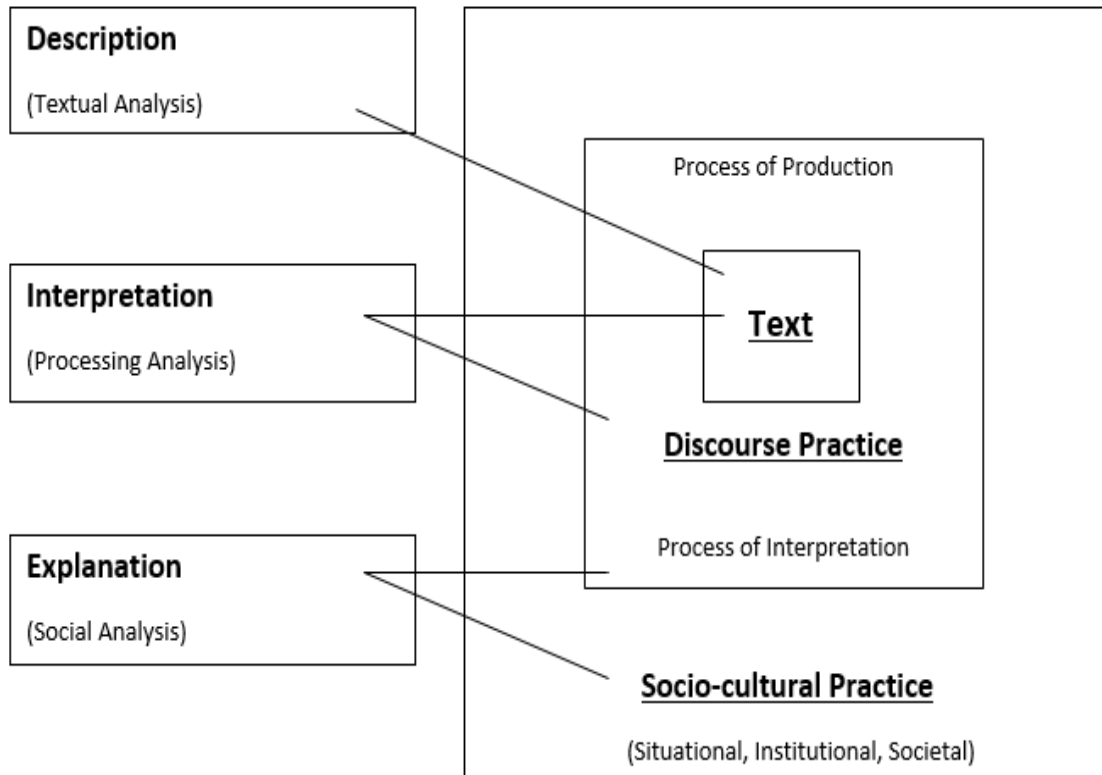 Description
(Textual Analysis)
Process of Production
Interpretation
(Processing Analysis)
Text
Discourse Practice
Process of Interpretation
Explanation
(Social Analysis)
Socio-cultural Practice
(Situational, Institutional, Societal)